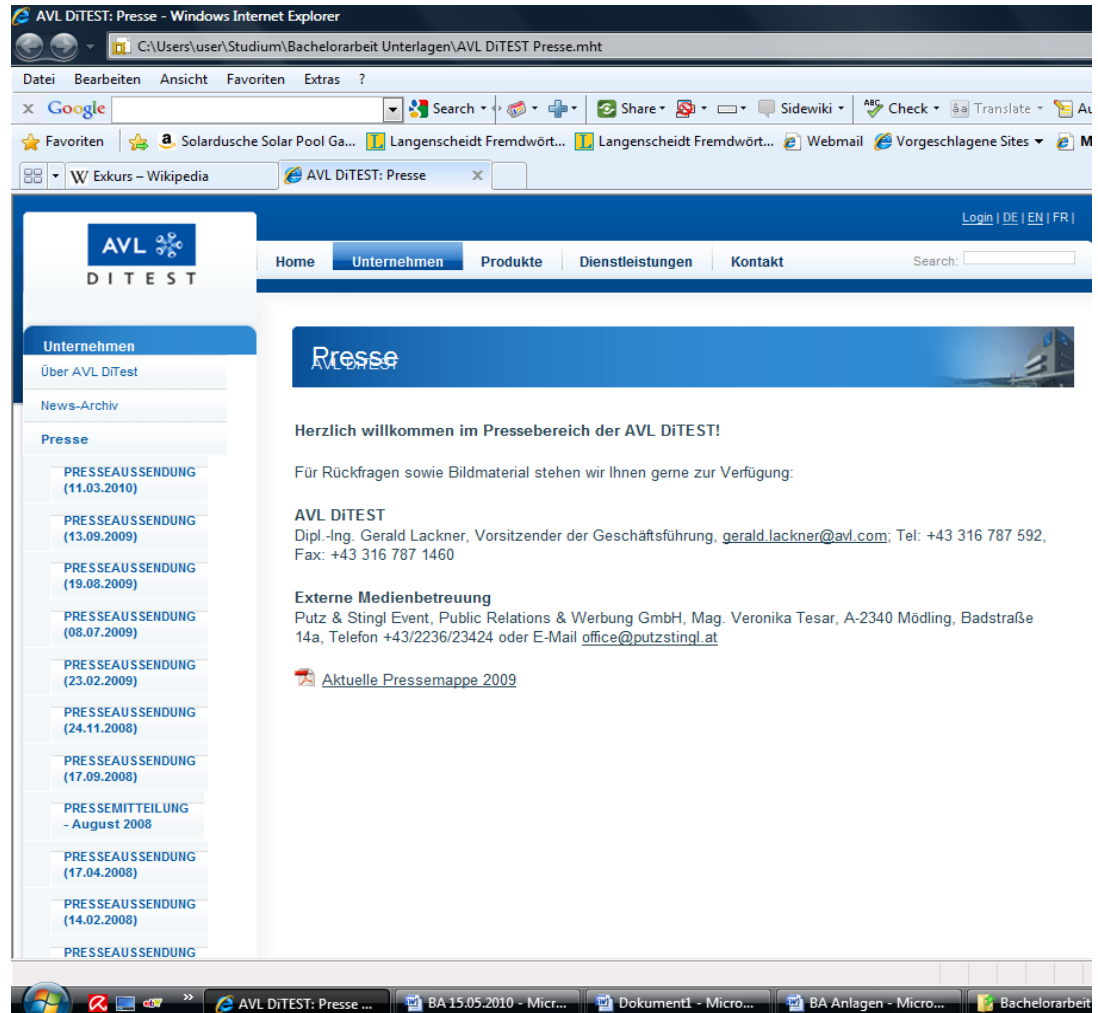 AVL DiTEST: Presse - Windows Internet Explorer
C:\Users\user\Studium\Bachelorarbeit Unterlagen\AVL DiTEST Presse.mht
Datei Bearbeiten Ansicht Favoriten Extras ?
x Google Search Share Sidewiki Check Translate
Favoriten Solardusche Solar Pool Ga... Langenscheidt Fremdwört... Langenscheidt Fremdwört... Webmail Vorgeschlagene Sites
W Exkurs – Wikipedia AVL DiTEST: Presse x
Login | DE | EN | FR |
AVL
DITEST
Home Unternehmen Produkte Dienstleistungen Kontakt Search:
Unternehmen
Über AVL DiTest
News-Archiv
Presse
PRESSEAUSSENDUNG
(11.03.2010)
PRESSEAUSSENDUNG
(13.09.2009)
PRESSEAUSSENDUNG
(19.08.2009)
PRESSEAUSSENDUNG
(08.07.2009)
PRESSEAUSSENDUNG
(23.02.2009)
PRESSEAUSSENDUNG
(24.11.2008)
PRESSEAUSSENDUNG
(17.09.2008)
PRESSEMITTEILUNG
- August 2008
PRESSEAUSSENDUNG
(17.04.2008)
PRESSEAUSSENDUNG
(14.02.2008)
PRESSEAUSSENDUNG
Presse
AVL DiTEST
Herzlich willkommen im Pressebereich der AVL DiTEST!
Für Rückfragen sowie Bildmaterial stehen wir Ihnen gerne zur Verfügung:
AVL DiTEST
Dipl.-Ing. Gerald Lackner, Vorsitzender der Geschäftsführung, gerald.lackner@avl.com; Tel: +43 316 787 592,
Fax: +43 316 787 1460
Externe Medienbetreuung
Putz & Stingl Event, Public Relations & Werbung GmbH, Mag. Veronika Tesar, A-2340 Mödling, Badstraße
14a, Telefon +43/2236/23424 oder E-Mail office@putzstingl.at
Aktuelle Pressemappe 2009
AVL DiTEST: Presse ... BA 15.05.2010 - Micr... Dokument1 - Micro... BA Anlagen - Micro... Bachelorarbeit